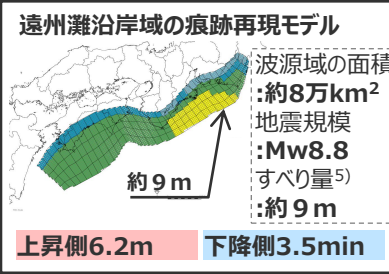 遠州灘沿岸域の痕跡再現モデル
波源域の面積
:約8万km²
地震規模
:Mw8.8
すべり量⁵⁾
:約９ｍ
約９ｍ
上昇側6.2m
下降側3.5min